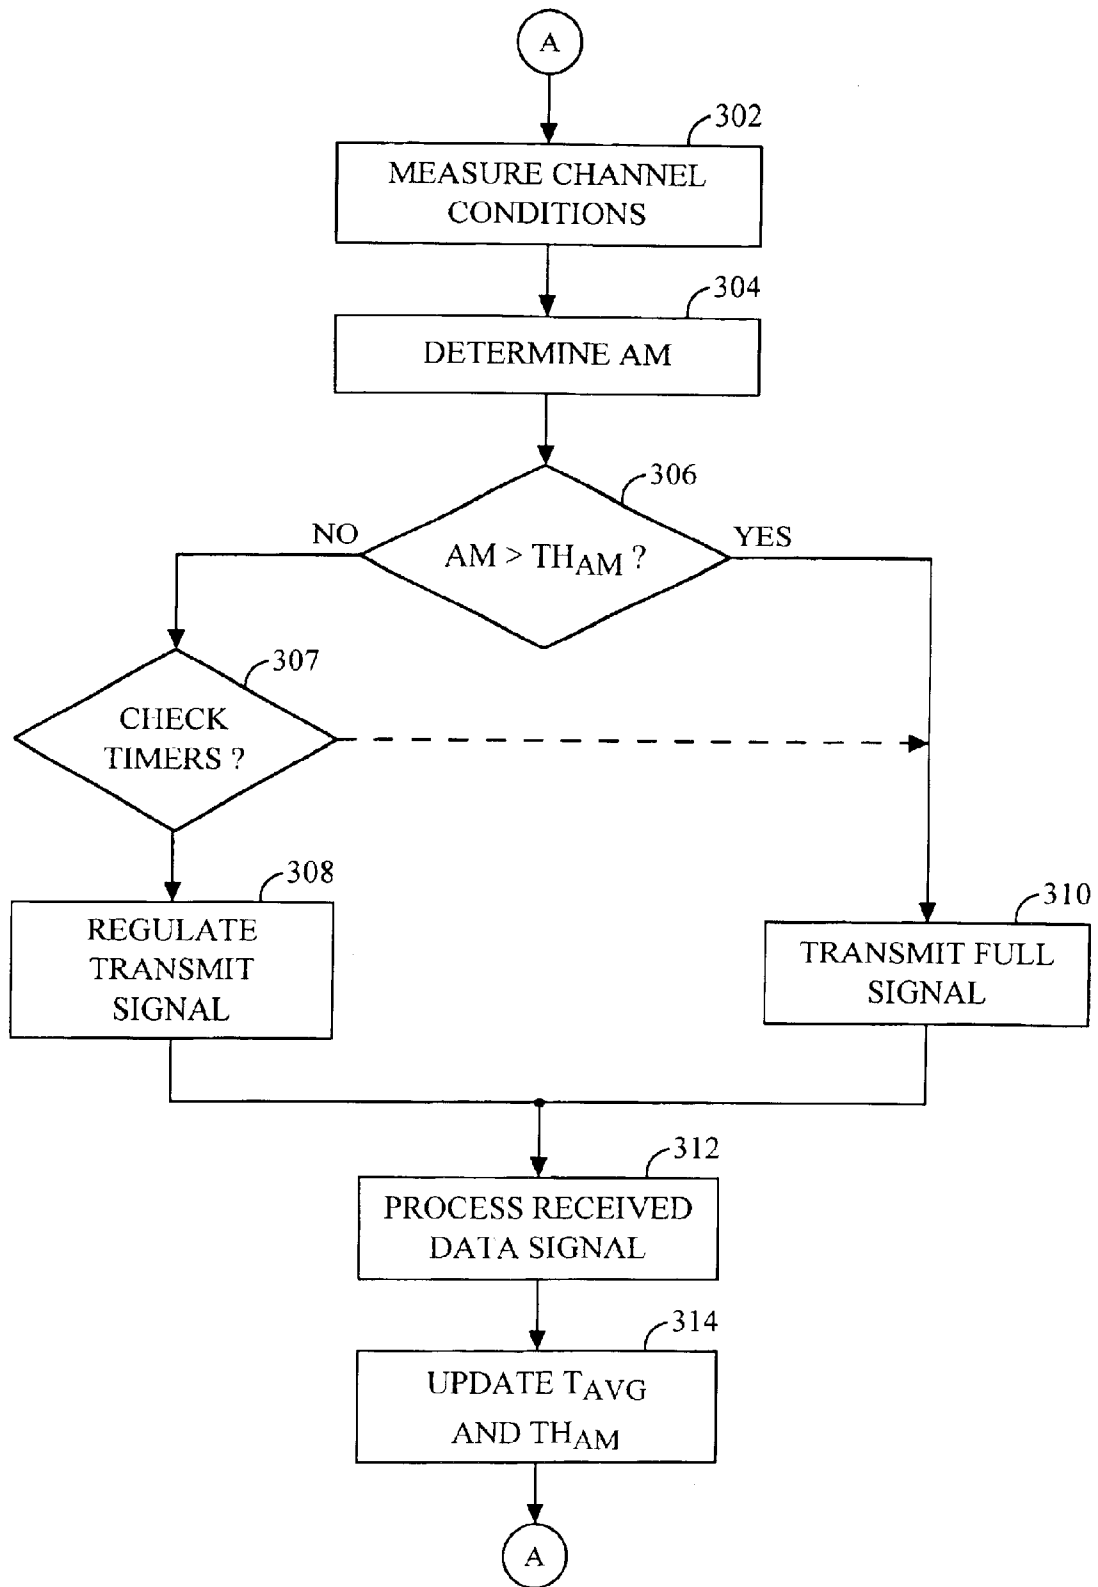 A
302
MEASURE CHANNEL
CONDITIONS
304
DETERMINE AM
306
NO
AM > THAM ?
YES
307
CHECK
TIMERS ?
308
REGULATE
TRANSMIT
SIGNAL
310
TRANSMIT FULL
SIGNAL
312
PROCESS RECEIVED
DATA SIGNAL
314
UPDATE TAVG
AND THAM
A